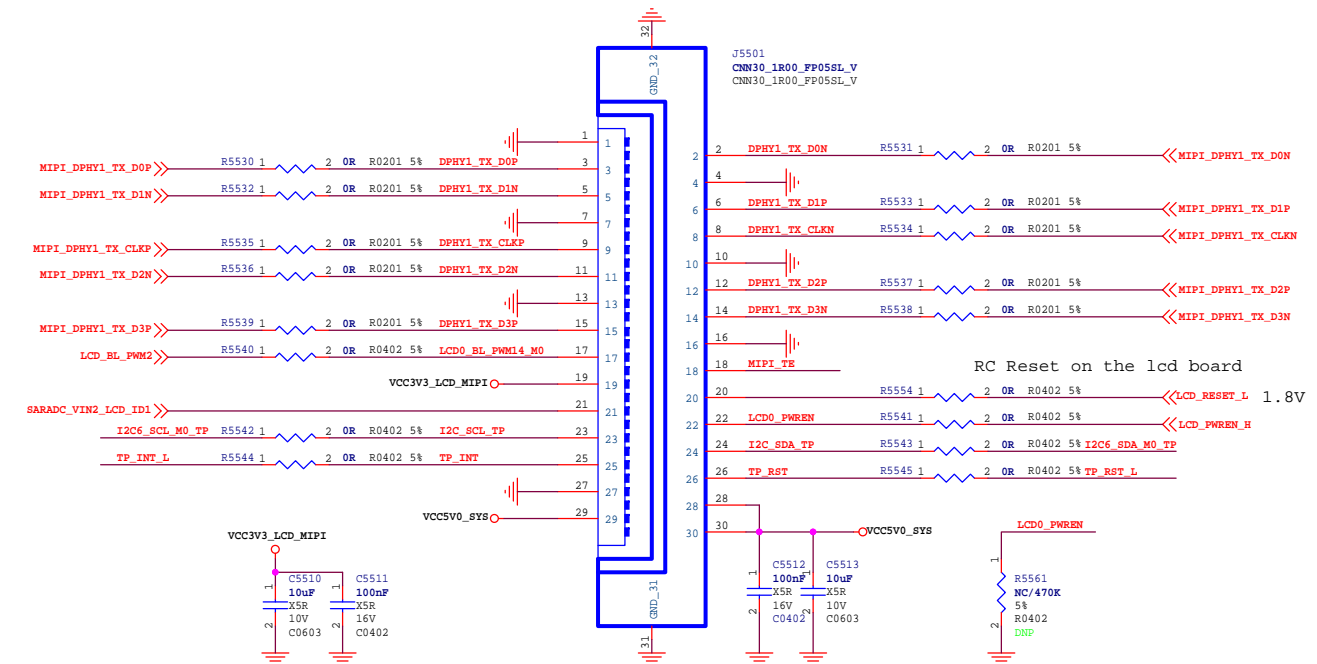 32
GND_32
J5501
CNN30_1R00_FP05SL_V
CNN30_1R00_FP05SL_V
1 1
2 2 DPHY1_TX_D0N R5531 1 2 0R R0201 5% MIPI_DPHY1_TX_D0N
MIPI_DPHY1_TX_D0P R5530 1 2 0R R0201 5% DPHY1_TX_D0P 3 3
4 4
MIPI_DPHY1_TX_D1N R5532 1 2 0R R0201 5% DPHY1_TX_D1N 5 5
6 6 DPHY1_TX_D1P R5533 1 2 0R R0201 5% MIPI_DPHY1_TX_D1P
7 7
8 8 DPHY1_TX_CLKN R5534 1 2 0R R0201 5% MIPI_DPHY1_TX_CLKN
MIPI_DPHY1_TX_CLKP R5535 1 2 0R R0201 5% DPHY1_TX_CLKP 9 9
10 10
MIPI_DPHY1_TX_D2N R5536 1 2 0R R0201 5% DPHY1_TX_D2N 11 11
12 12 DPHY1_TX_D2P R5537 1 2 0R R0201 5% MIPI_DPHY1_TX_D2P
13 13
14 14 DPHY1_TX_D3N R5538 1 2 0R R0201 5% MIPI_DPHY1_TX_D3N
MIPI_DPHY1_TX_D3P R5539 1 2 0R R0201 5% DPHY1_TX_D3P 15 15
16 16
LCD_BL_PWM2 R5540 1 2 0R R0402 5% LCD0_BL_PWM14_M0 17 17
18 18 MIPI_TE
RC Reset on the lcd board
VCC3V3_LCD_MIPI 19 19
20 20 R5554 1 2 0R R0402 5% LCD_RESET_L 1.8V
SARADC_VIN2_LCD_ID1 21 21
22 22 LCD0_PWREN R5541 1 2 0R R0402 5% LCD_PWREN_H
I2C6_SCL_M0_TP R5542 1 2 0R R0402 5% I2C_SCL_TP 23 23
24 24 I2C_SDA_TP R5543 1 2 0R R0402 5% I2C6_SDA_M0_TP
TP_INT_L R5544 1 2 0R R0402 5% TP_INT 25 25
26 26 TP_RST R5545 1 2 0R R0402 5% TP_RST_L
27 27
28 28
VCC5V0_SYS 29 29
30 30 VCC5V0_SYS
LCD0_PWREN
VCC3V3_LCD_MIPI
1 C5510
10uF
X5R
10V
2 C0603
1 C5511
100nF
X5R
16V
2 C0402
GND_31
31
1 C5512
100nF
X5R
16V
2 C0402
1 C5513
10uF
X5R
10V
2 C0603
1
R5561
NC/470K
5%
2 R0402
DNP